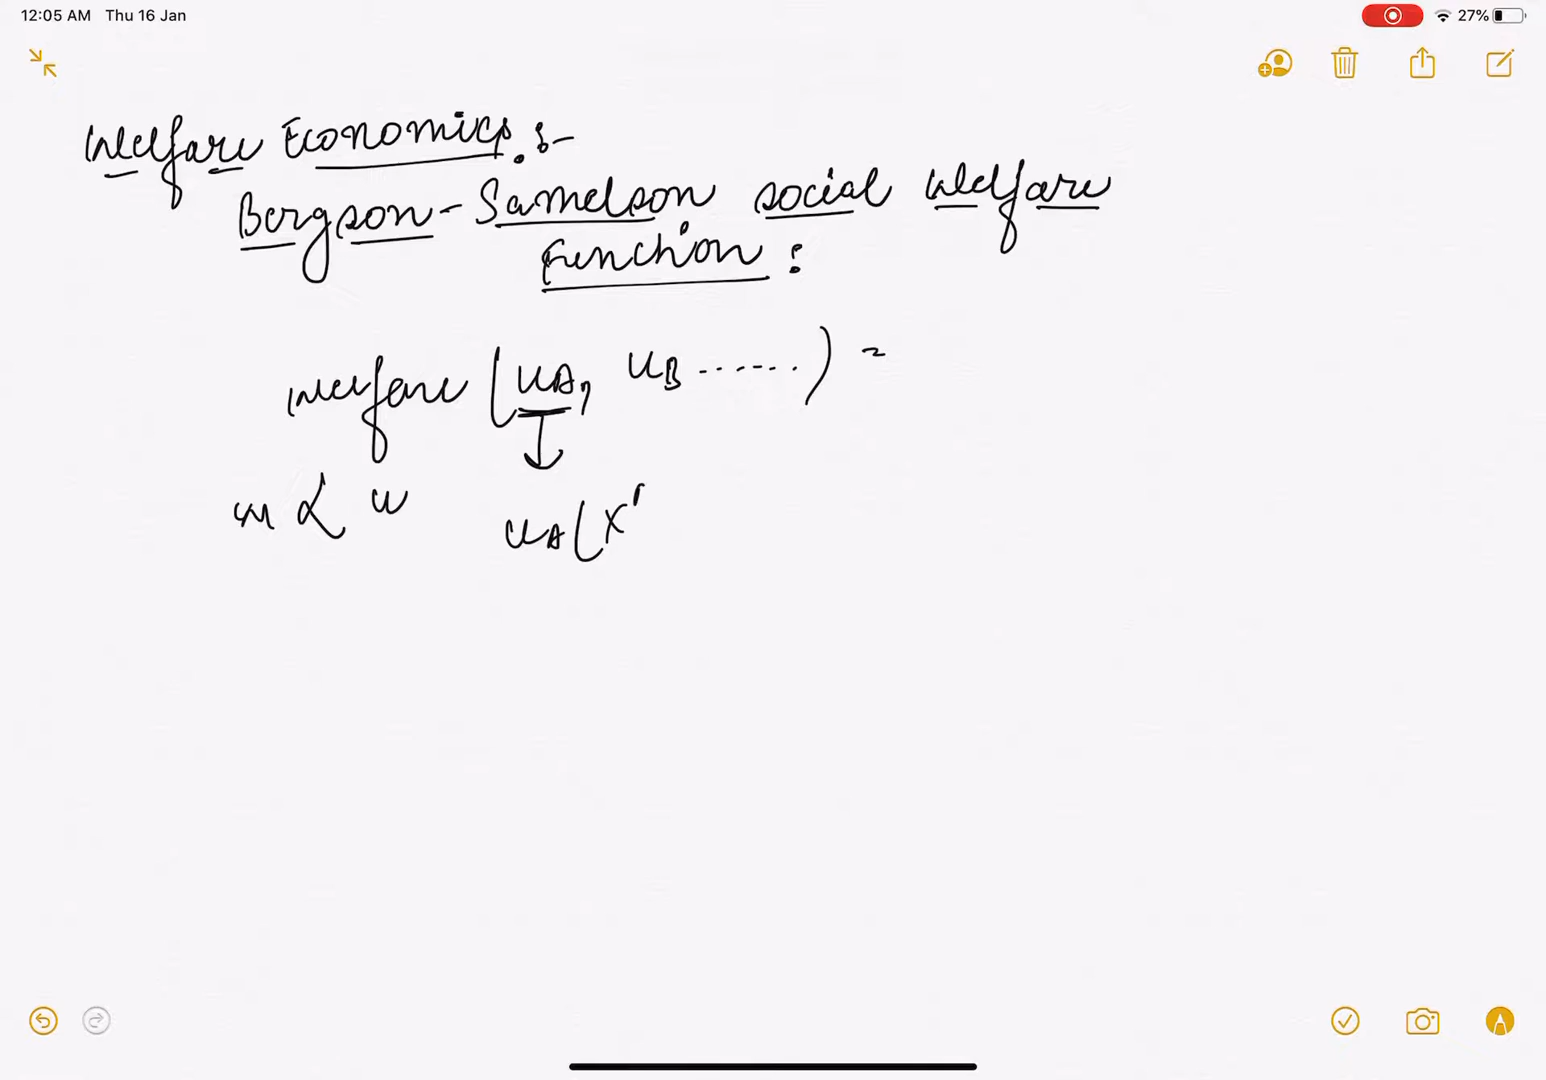 12:05 AM Thu 16 Jan
27%
Welfare Economics :-
Bergson - Samelson social Welfare
Function :
Welfare (UA, UB .......) =
∝ U
UA(X'